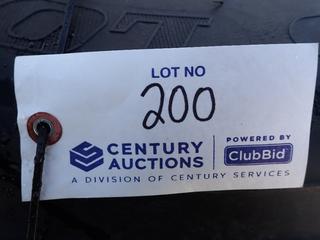 LOT NO
200
CENTURY
AUCTIONS
POWERED BY
ClubBid
A DIVISION OF CENTURY SERVICES